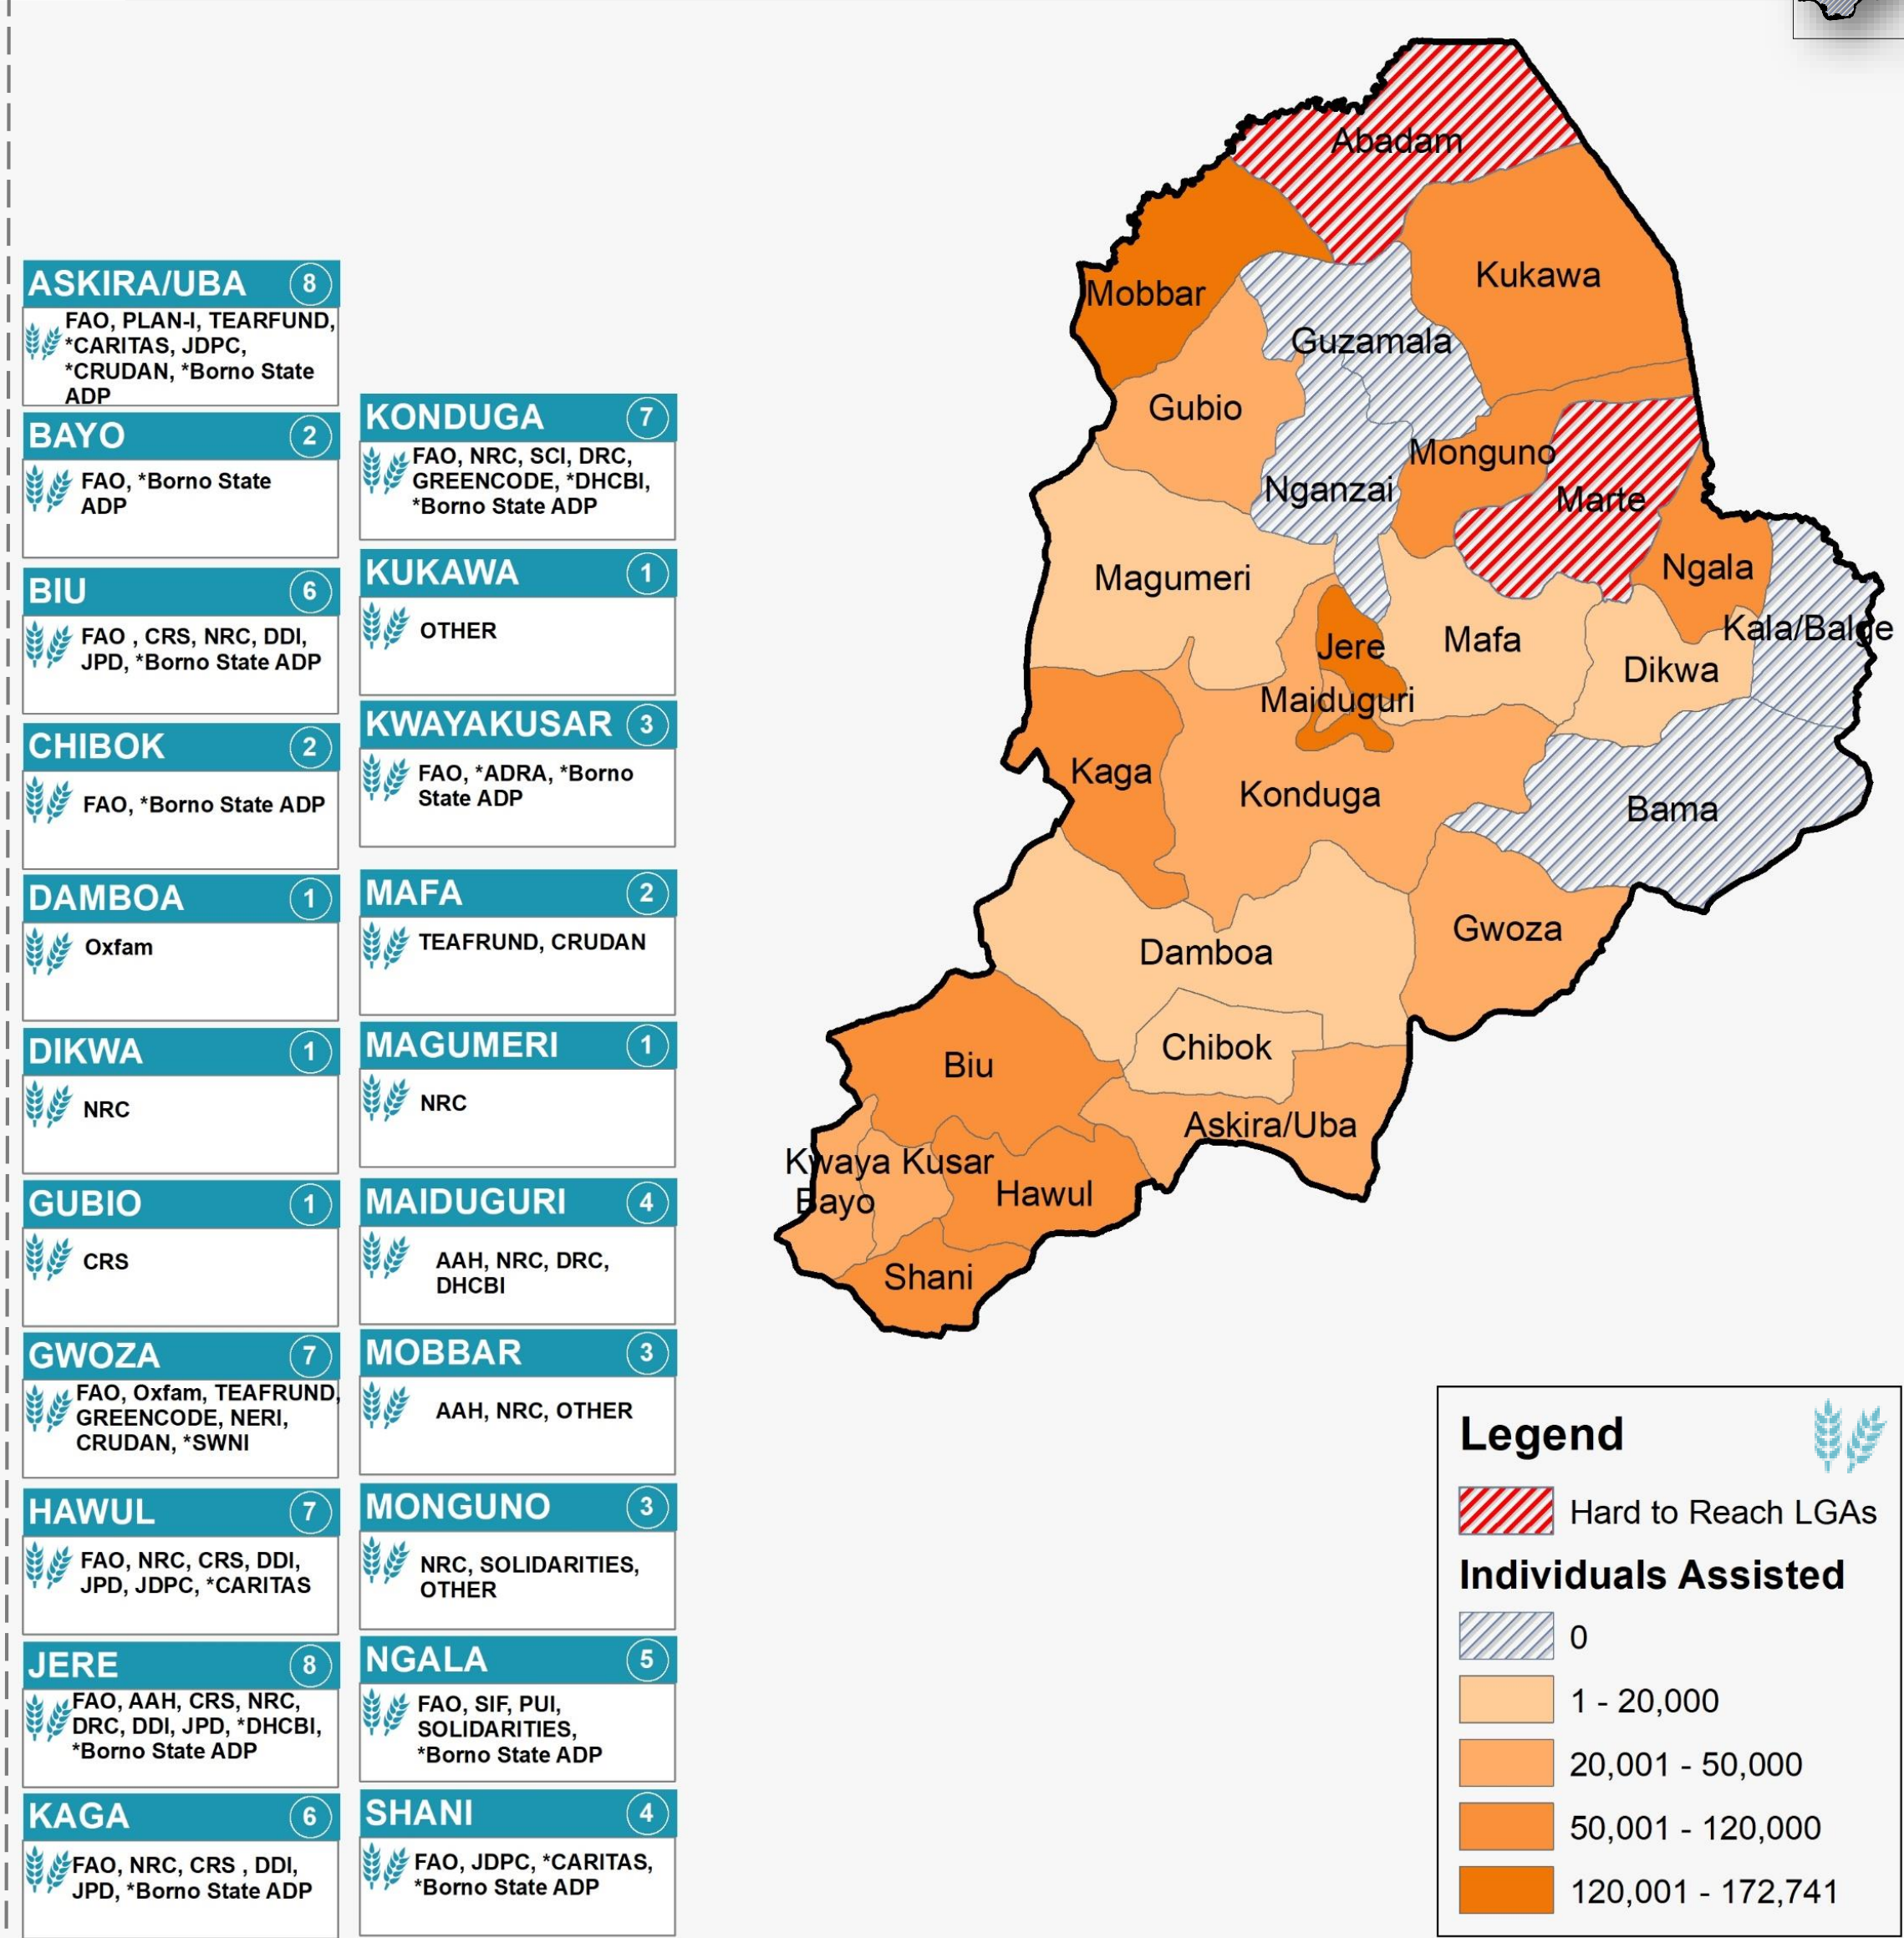 ASKIRA/UBA 8
FAO, PLAN-I, TEARFUND,
*CARITAS, JDPC,
*CRUDAN, *Borno State
ADP
BAYO 2
FAO, *Borno State
ADP
BIU 6
FAO , CRS, NRC, DDI,
JPD, *Borno State ADP
CHIBOK 2
FAO, *Borno State ADP
DAMBOA 1
Oxfam
DIKWA 1
NRC
GUBIO 1
CRS
GWOZA 7
FAO, Oxfam, TEAFRUND,
GREENCODE, NERI,
CRUDAN, *SWNI
HAWUL 7
FAO, NRC, CRS, DDI,
JPD, JDPC, *CARITAS
JERE 8
FAO, AAH, CRS, NRC,
DRC, DDI, JPD, *DHCBI,
*Borno State ADP
KAGA 6
FAO, NRC, CRS , DDI,
JPD, *Borno State ADP
KONDUGA 7
FAO, NRC, SCI, DRC,
GREENCODE, *DHCBI,
*Borno State ADP
KUKAWA 1
OTHER
KWAYAKUSAR 3
FAO, *ADRA, *Borno
State ADP
MAFA 2
TEAFRUND, CRUDAN
MAGUMERI 1
NRC
MAIDUGURI 4
AAH, NRC, DRC,
DHCBI
MOBBAR 3
AAH, NRC, OTHER
MONGUNO 3
NRC, SOLIDARITIES,
OTHER
NGALA 5
FAO, SIF, PUI,
SOLIDARITIES,
*Borno State ADP
SHANI 4
FAO, JDPC, *CARITAS,
*Borno State ADP
Abadam
Kukawa
Mobbar
Guzamala
Gubio
Monguno
Nganzai
Marte
Ngala
Magumeri
Kala/Balge
Jere
Mafa
Dikwa
Maiduguri
Kaga
Konduga
Bama
Gwoza
Damboa
Chibok
Biu
Askira/Uba
Kwaya Kusar
Bayo
Hawul
Shani
Legend
Hard to Reach LGAs
Individuals Assisted
0
1 - 20,000
20,001 - 50,000
50,001 - 120,000
120,001 - 172,741